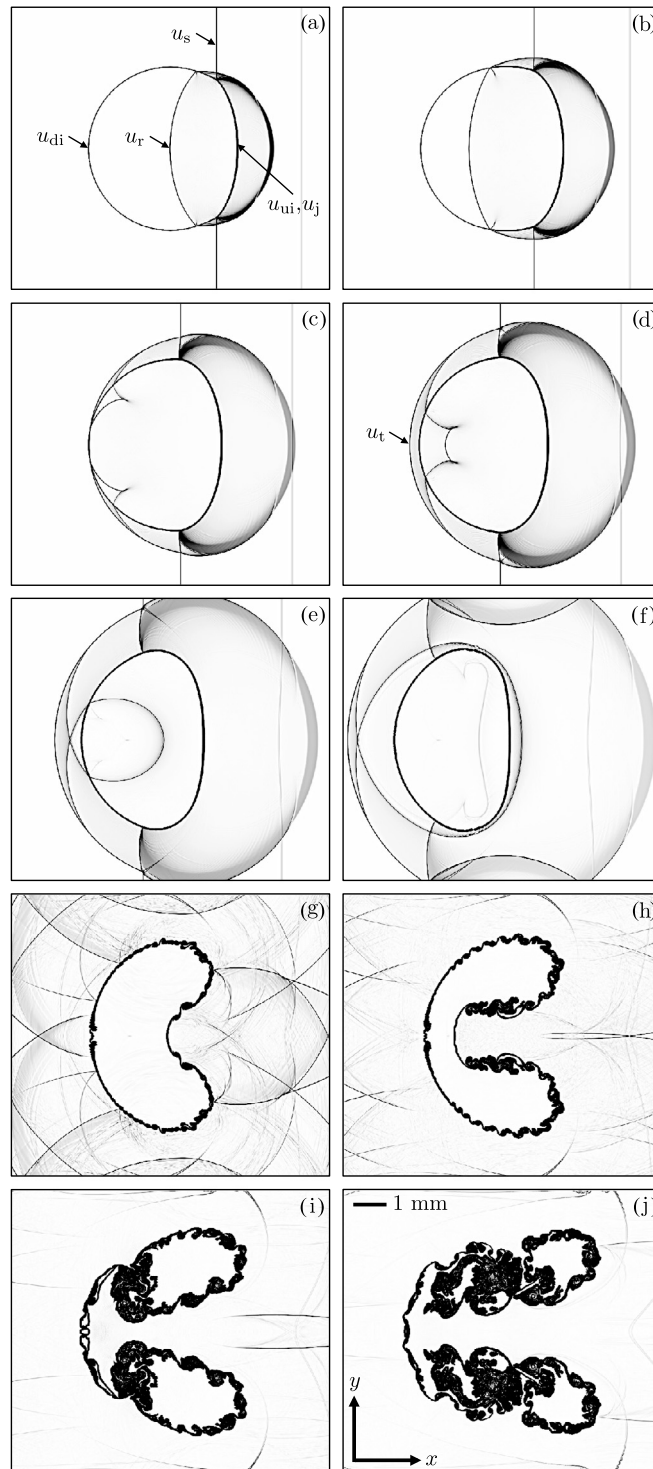 (a)
u_s
u_di
u_r
u_ui,u_j
(b)
(c)
(d)
u_t
(e)
(f)
(g)
(h)
(i)
1 mm
(j)
y
x